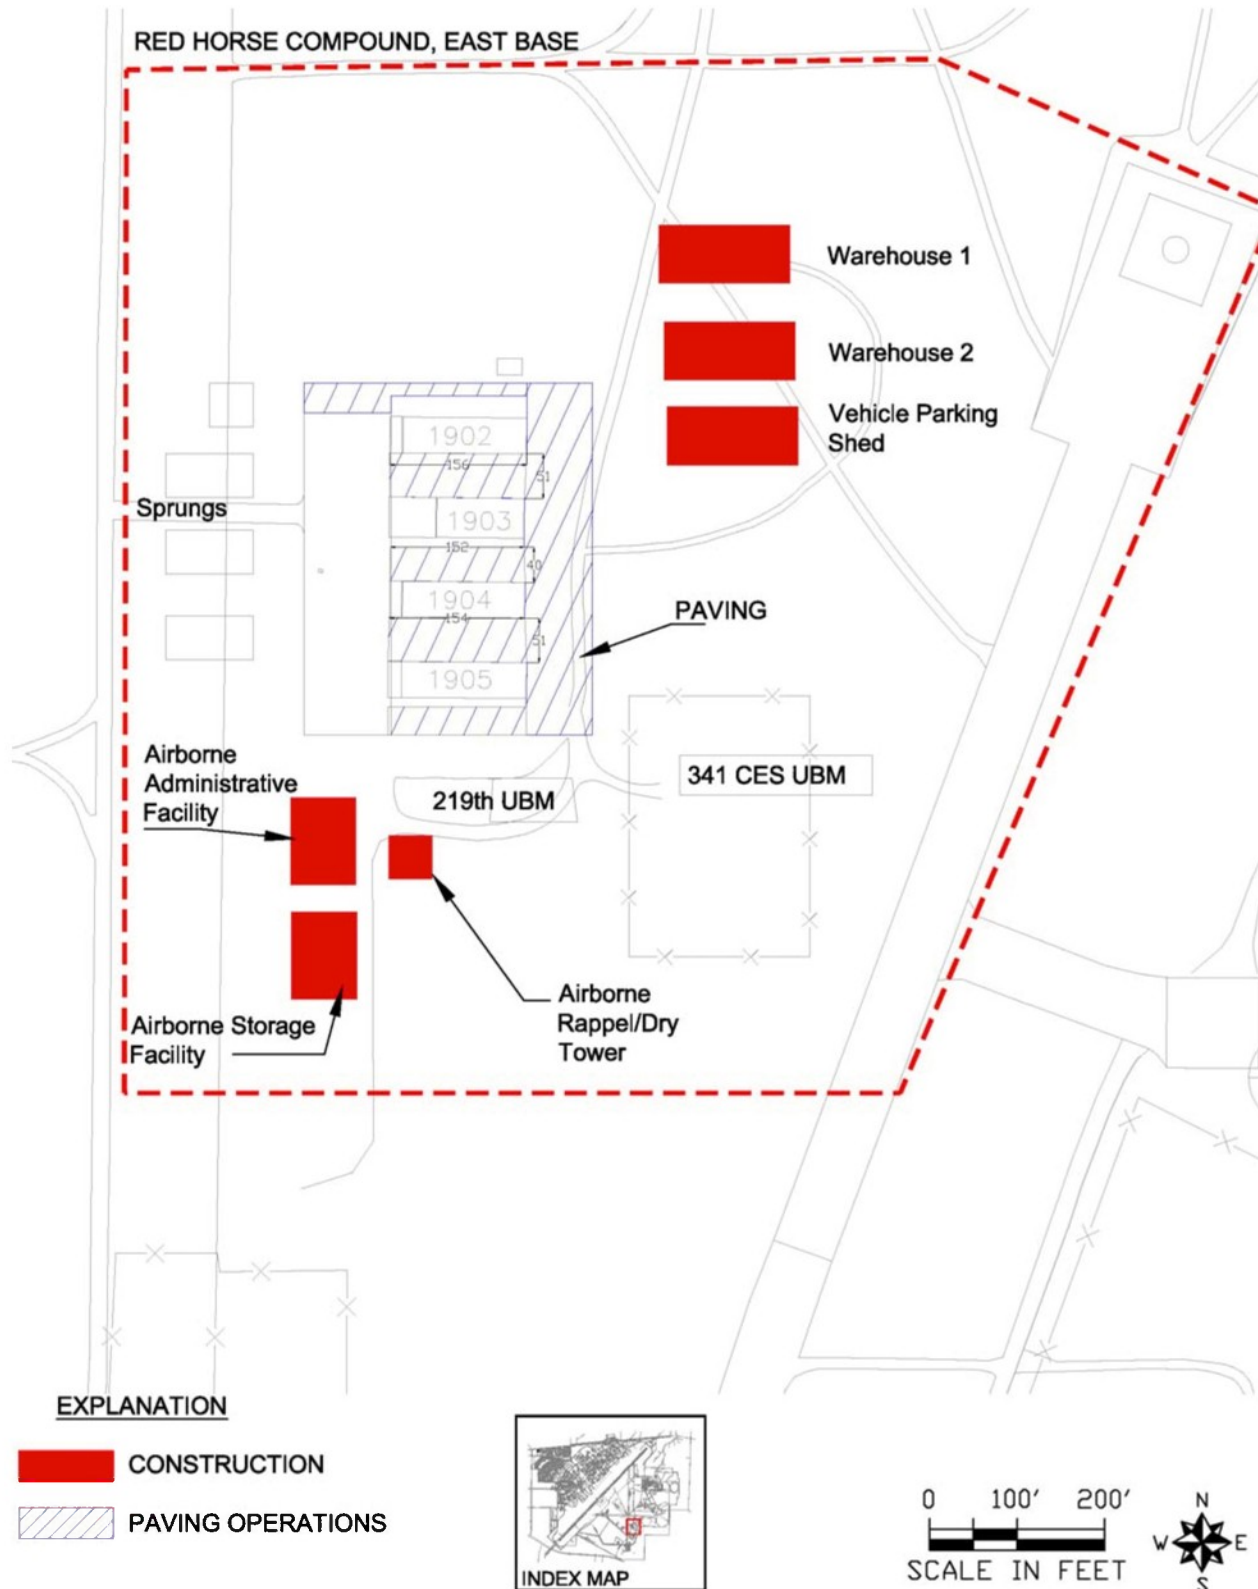 RED HORSE COMPOUND, EAST BASE
Warehouse 1
Warehouse 2
Vehicle Parking
Shed
1902
156
51
Sprungs
1903
152
40
1904
154
51
PAVING
1905
Airborne
Administrative
Facility
219th UBM
341 CES UBM
Airborne Storage
Facility
Airborne
Rappel/Dry
Tower
EXPLANATION
CONSTRUCTION
PAVING OPERATIONS
INDEX MAP
0 100' 200'
SCALE IN FEET
N
W E
S